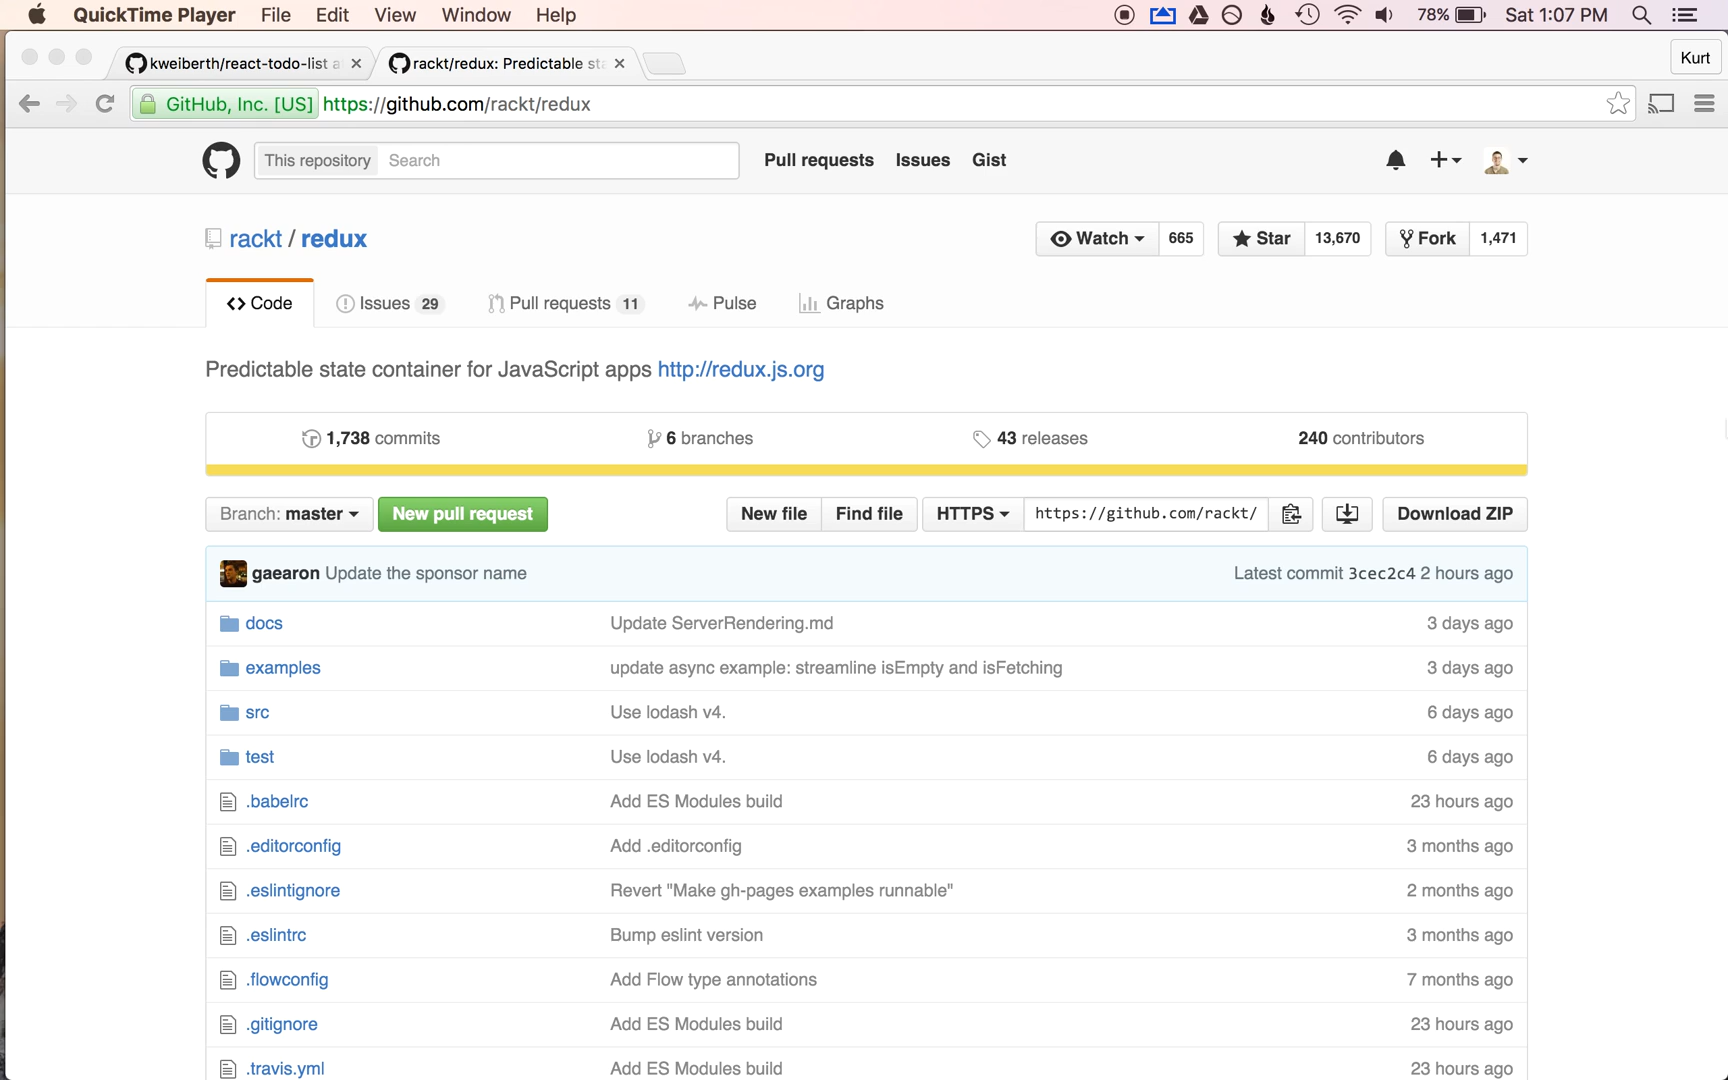 QuickTime Player File Edit View Window Help 78% Sat 1:07 PM
kweiberth/react-todo-list a rackt/redux: Predictable sta Kurt
GitHub, Inc. [US] https://github.com/rackt/redux
This repository Search Pull requests Issues Gist
rackt / redux Watch 665 Star 13,670 Fork 1,471
Code Issues 29 Pull requests 11 Pulse Graphs
Predictable state container for JavaScript apps http://redux.js.org
1,738 commits 6 branches 43 releases 240 contributors
Branch: master New pull request New file Find file HTTPS https://github.com/rackt/ Download ZIP
gaearon Update the sponsor name Latest commit 3cec2c4 2 hours ago
docs Update ServerRendering.md 3 days ago
examples update async example: streamline isEmpty and isFetching 3 days ago
src Use lodash v4. 6 days ago
test Use lodash v4. 6 days ago
.babelrc Add ES Modules build 23 hours ago
.editorconfig Add .editorconfig 3 months ago
.eslintignore Revert "Make gh-pages examples runnable" 2 months ago
.eslintrc Bump eslint version 3 months ago
.flowconfig Add Flow type annotations 7 months ago
.gitignore Add ES Modules build 23 hours ago
.travis.yml Add ES Modules build 23 hours ago